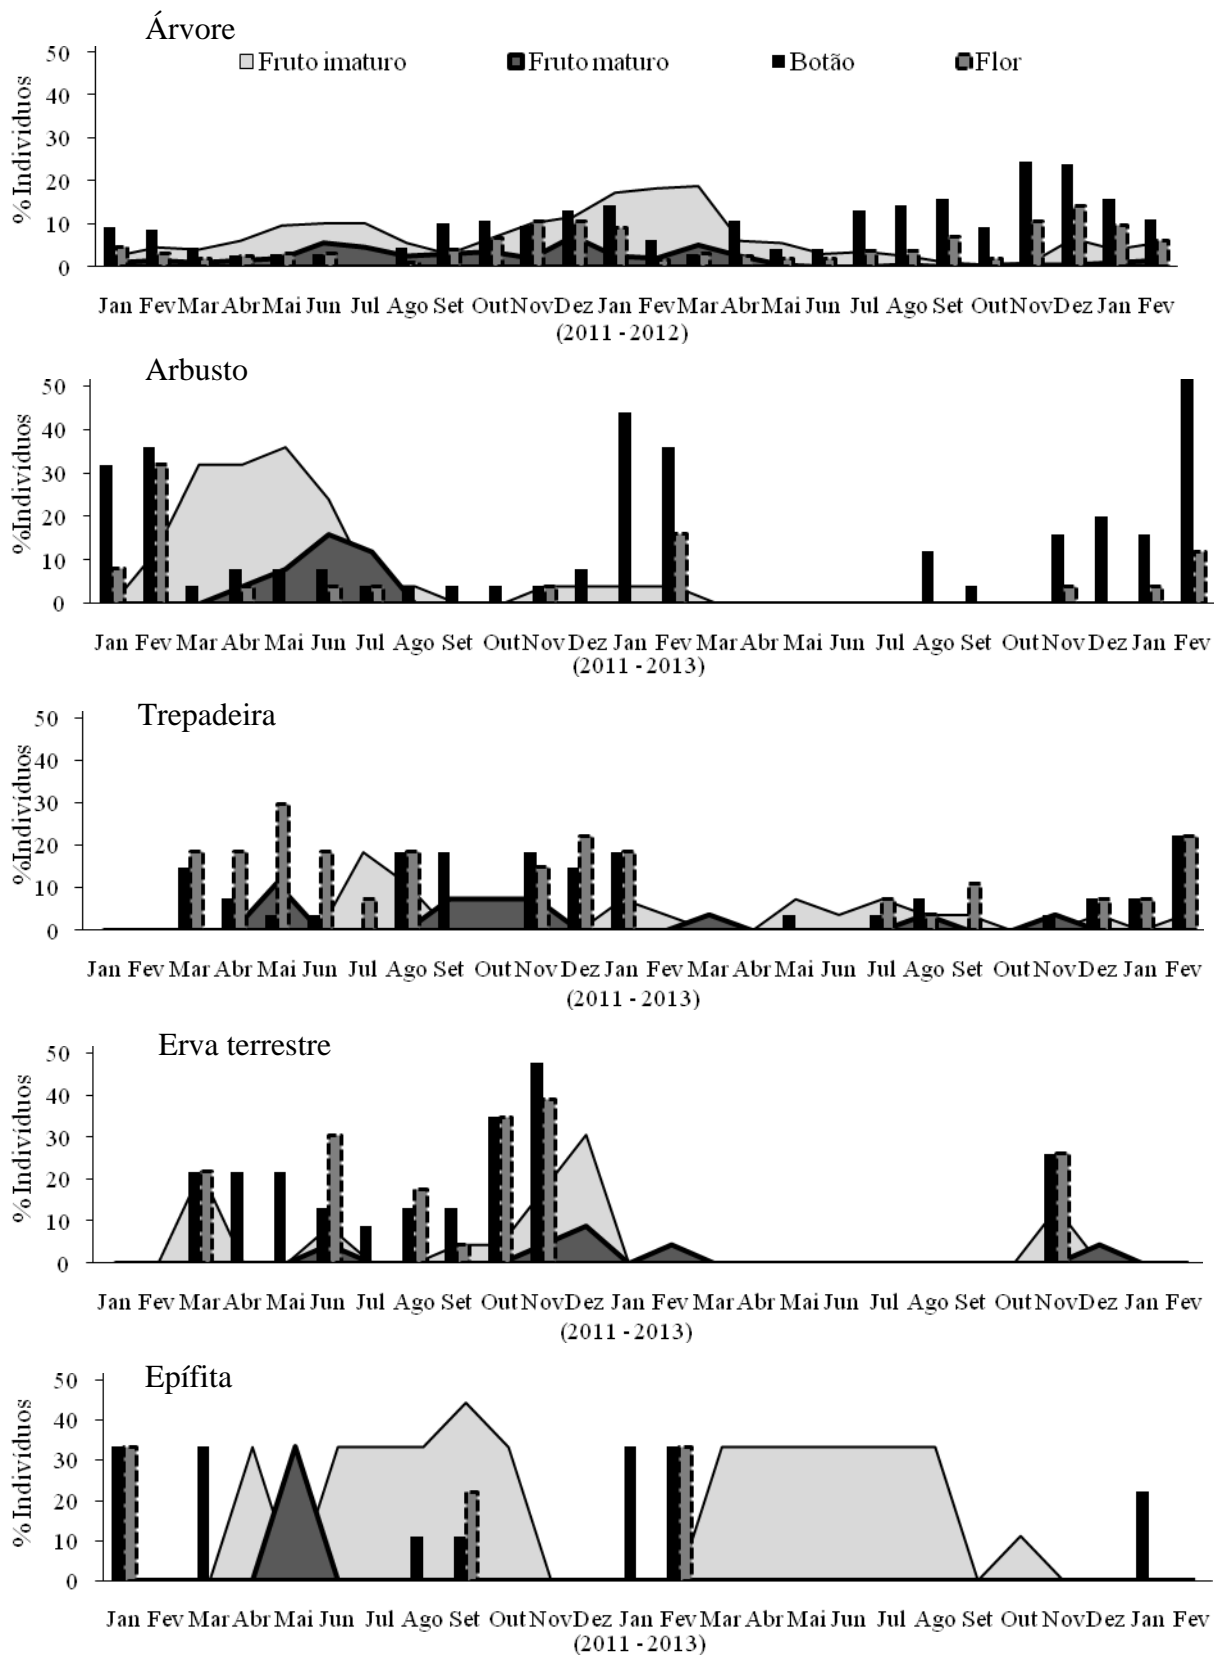 Árvore
Fruto imaturo Fruto maturo Botão Flor
% Indivíduos
50
40
30
20
10
0
Jan Fev Mar Abr Mai Jun Jul Ago Set Out Nov Dez Jan Fev Mar Abr Mai Jun Jul Ago Set Out Nov Dez Jan Fev
(2011 - 2012)
Arbusto
%Indivíduos
50
40
30
20
10
0
Jan Fev Mar Abr Mai Jun Jul Ago Set Out Nov Dez Jan Fev Mar Abr Mai Jun Jul Ago Set Out Nov Dez Jan Fev
(2011 - 2013)
Trepadeira
%Indivíduos
50
40
30
20
10
0
Jan Fev Mar Abr Mai Jun Jul Ago Set Out Nov Dez Jan Fev Mar Abr Mai Jun Jul Ago Set Out Nov Dez Jan Fev
(2011 - 2013)
Erva terrestre
% Indivíduos
50
40
30
20
10
0
Jan Fev Mar Abr Mai Jun Jul Ago Set Out Nov Dez Jan Fev Mar Abr Mai Jun Jul Ago Set Out Nov Dez Jan Fev
(2011 - 2013)
Epífita
% Indivíduos
50
40
30
20
10
0
Jan Fev Mar Abr Mai Jun Jul Ago Set Out Nov Dez Jan Fev Mar Abr Mai Jun Jul Ago Set Out Nov Dez Jan Fev
(2011 - 2013)